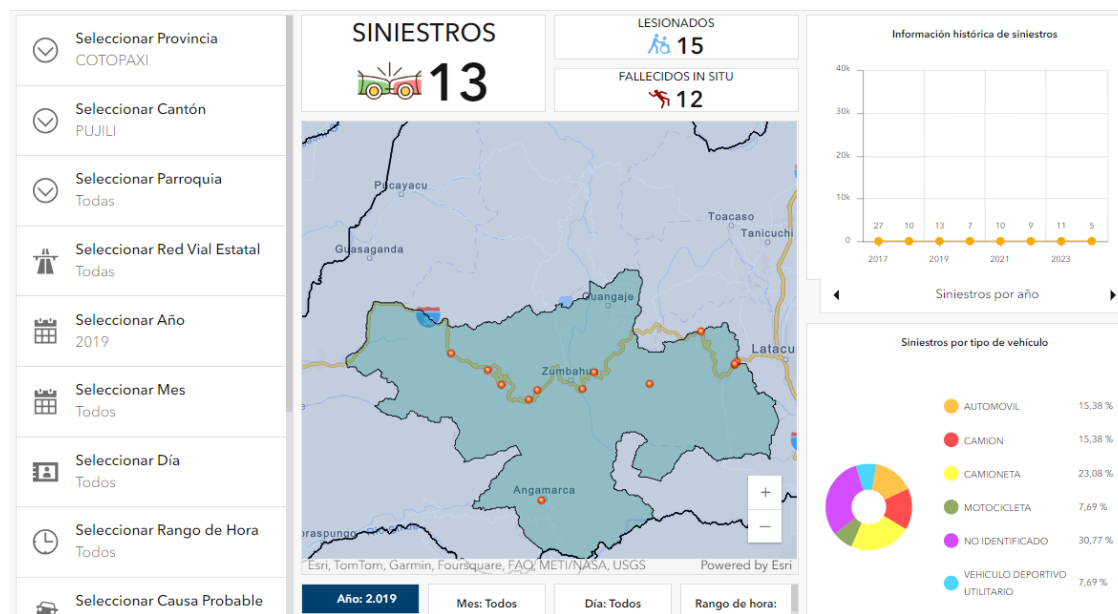 Seleccionar Provincia
COTOPAXI
Seleccionar Cantón
PUJILI
Seleccionar Parroquia
Todas
Seleccionar Red Vial Estatal
Todas
Seleccionar Año
2019
Seleccionar Mes
Todos
Seleccionar Día
Todos
Seleccionar Rango de Hora
Todos
Seleccionar Causa Probable
SINIESTROS
13
LESIONADOS
15
FALLECIDOS IN SITU
12
Pucayacu
Toacaso
Tanicuchi
Guasaganda
Guangaje
Latacu
Zumbahu
Angamarca
oraspungo
+
−
Esri, TomTom, Garmin, Foursquare, FAO, METI/NASA, USGS
Powered by Esri
Año: 2.019
Mes: Todos
Día: Todos
Rango de hora:
Información histórica de siniestros
40k
30k
20k
10k
0
27 10 13 7 10 9 11 5
2017 2019 2021 2023
Siniestros por año
Siniestros por tipo de vehículo
AUTOMOVIL 15,38 %
CAMION 15,38 %
CAMIONETA 23,08 %
MOTOCICLETA 7,69 %
NO IDENTIFICADO 30,77 %
VEHICULO DEPORTIVO 7,69 %
UTILITARIO